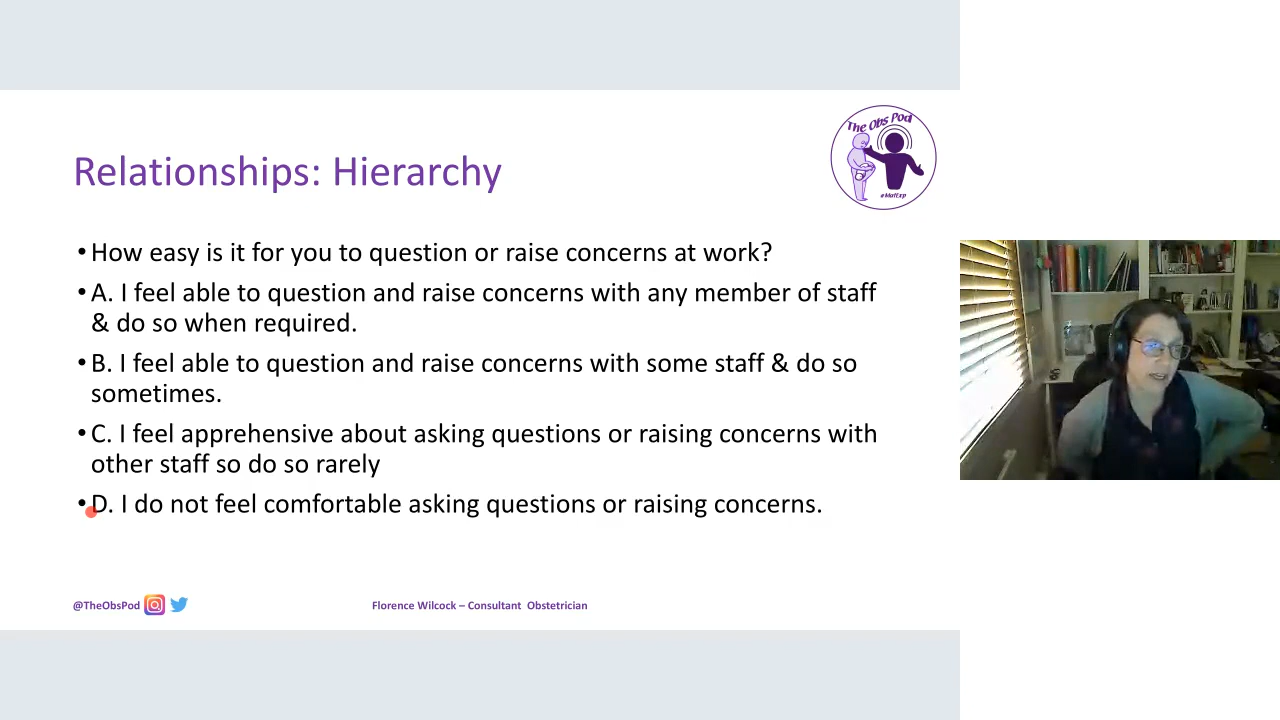 The Obs Pod
#MatExp
Relationships: Hierarchy
• How easy is it for you to question or raise concerns at work?
• A. I feel able to question and raise concerns with any member of staff
& do so when required.
• B. I feel able to question and raise concerns with some staff & do so
sometimes.
• C. I feel apprehensive about asking questions or raising concerns with
other staff so do so rarely
• D. I do not feel comfortable asking questions or raising concerns.
@TheObsPod
Florence Wilcock – Consultant Obstetrician